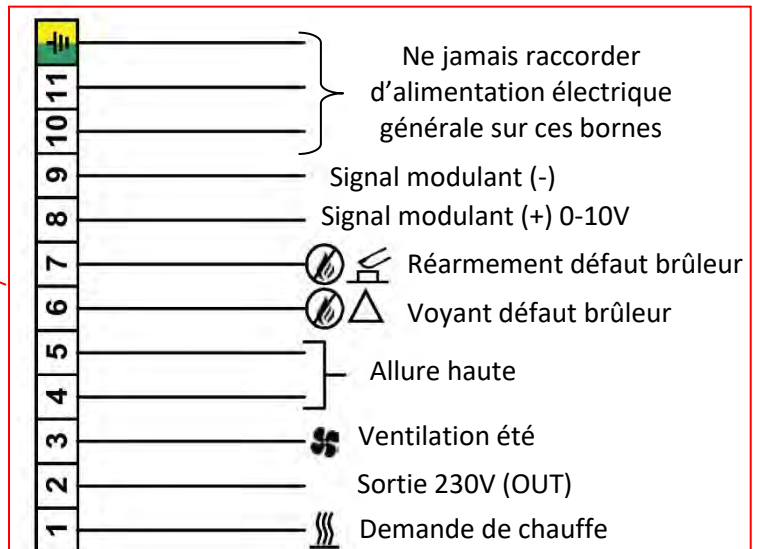 Ne jamais raccorder
11
d’alimentation électrique
10
générale sur ces bornes
9
Signal modulant (-)
8
Signal modulant (+) 0-10V
7
Réarmement défaut brûleur
6
Voyant défaut brûleur
5
Allure haute
4
3
Ventilation été
2
Sortie 230V (OUT)
1
Demande de chauffe